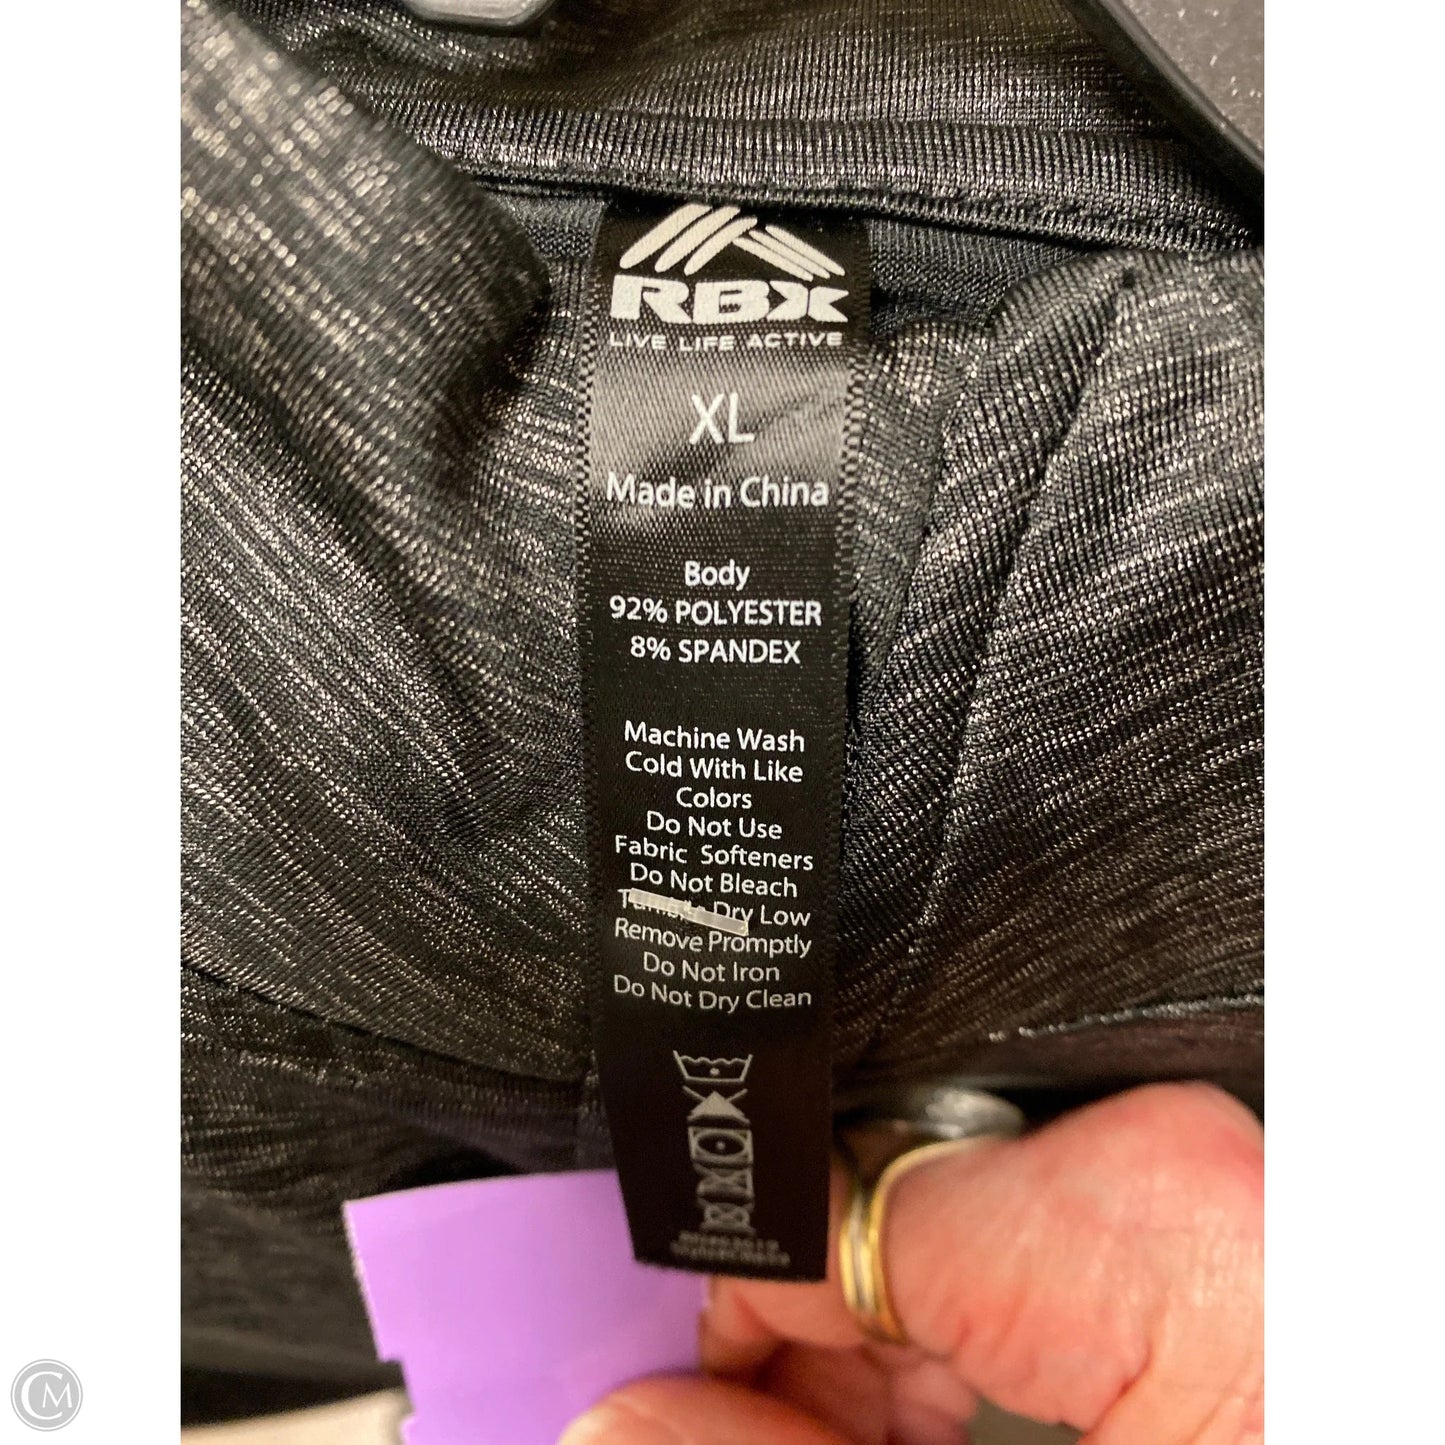 RBX
LIVE LIFE ACTIVE
XL
Made in China
Body
92% POLYESTER
8% SPANDEX
Machine Wash
Cold With Like
Colors
Do Not Use
Fabric Softeners
Do Not Bleach
Tumble Dry Low
Remove Promptly
Do Not Iron
Do Not Dry Clean
CM